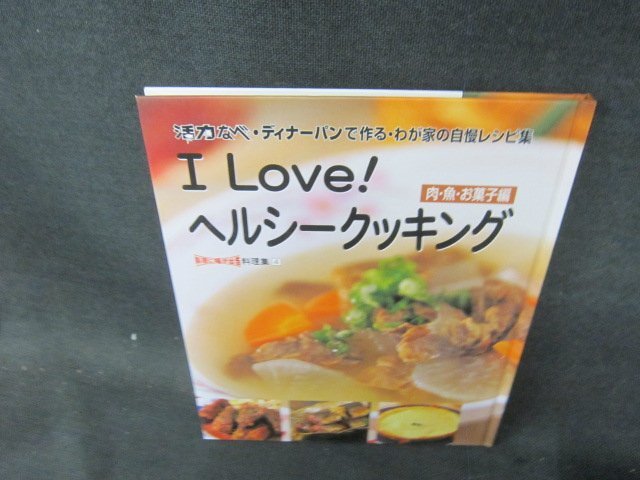 活力なべ・ディナーパンで作る・わが家の自慢レシピ集
I Love!
肉・魚・お菓子編
ヘルシークッキング
料理集